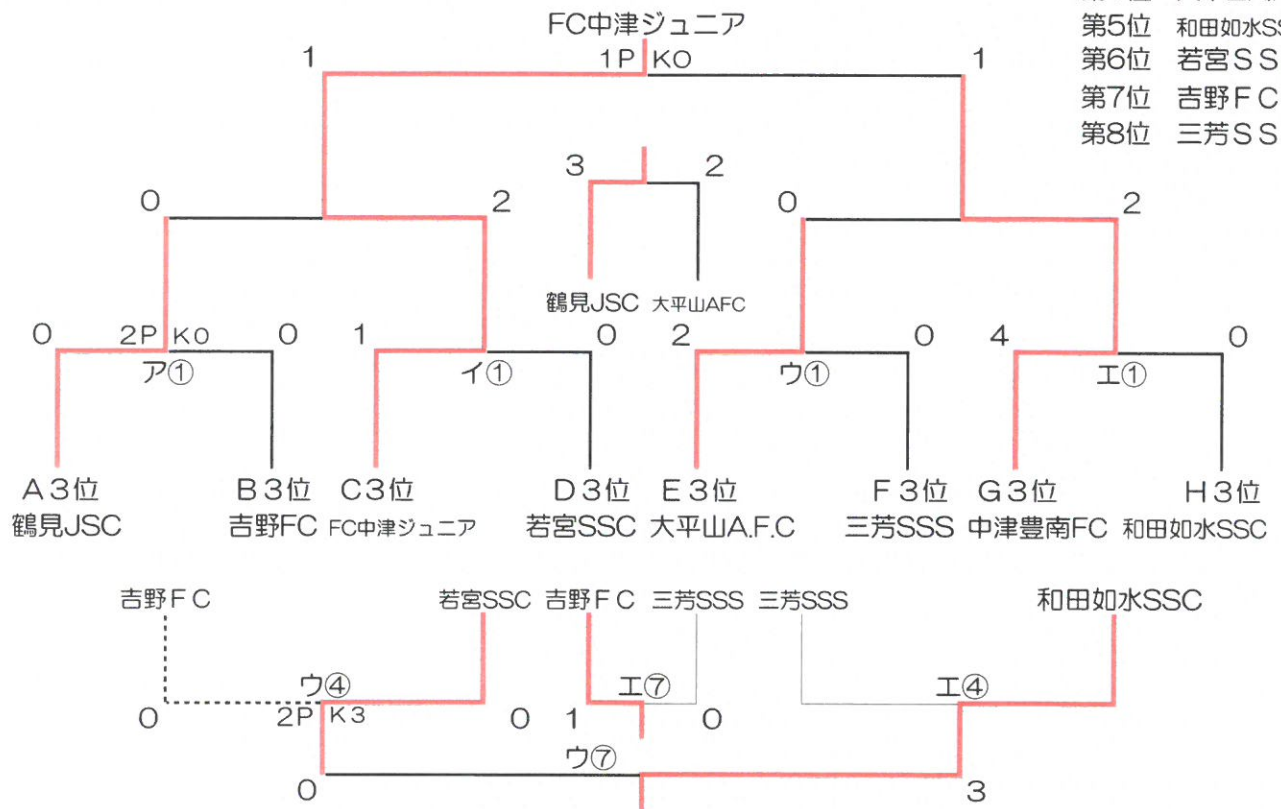 FC中津ジュニア
第5位 和田如水SS
1 1P K0 1
第6位 若宮SS
第7位 吉野FC
第8位 三芳SS
3 2
0 2 0 2
鶴見JSC 大平山AFC
0 2P K0 0 1 0 2 0 4 0
ア① イ① ウ① エ①
A3位 B3位 C3位 D3位 E3位 F3位 G3位 H3位
鶴見JSC 吉野FC FC中津ジュニア 若宮SSC 大平山A.F.C 三芳SSS 中津豊南FC 和田如水SSC
吉野FC 若宮SSC 吉野FC 三芳SSS 三芳SSS 和田如水SSC
ウ④ エ⑦ エ④
0 2P K3 0 1 0
ウ⑦
0 3